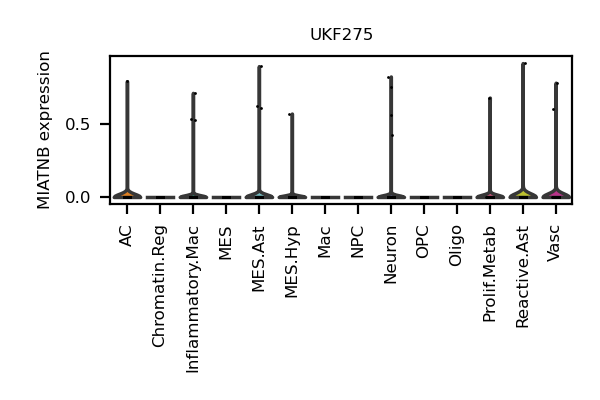 UKF275
MIATNB expression
0.5
0.0
AC
Chromatin.Reg
Inflammatory.Mac
MES
MES.Ast
MES.Hyp
Mac
NPC
Neuron
OPC
Oligo
Prolif.Metab
Reactive.Ast
Vasc